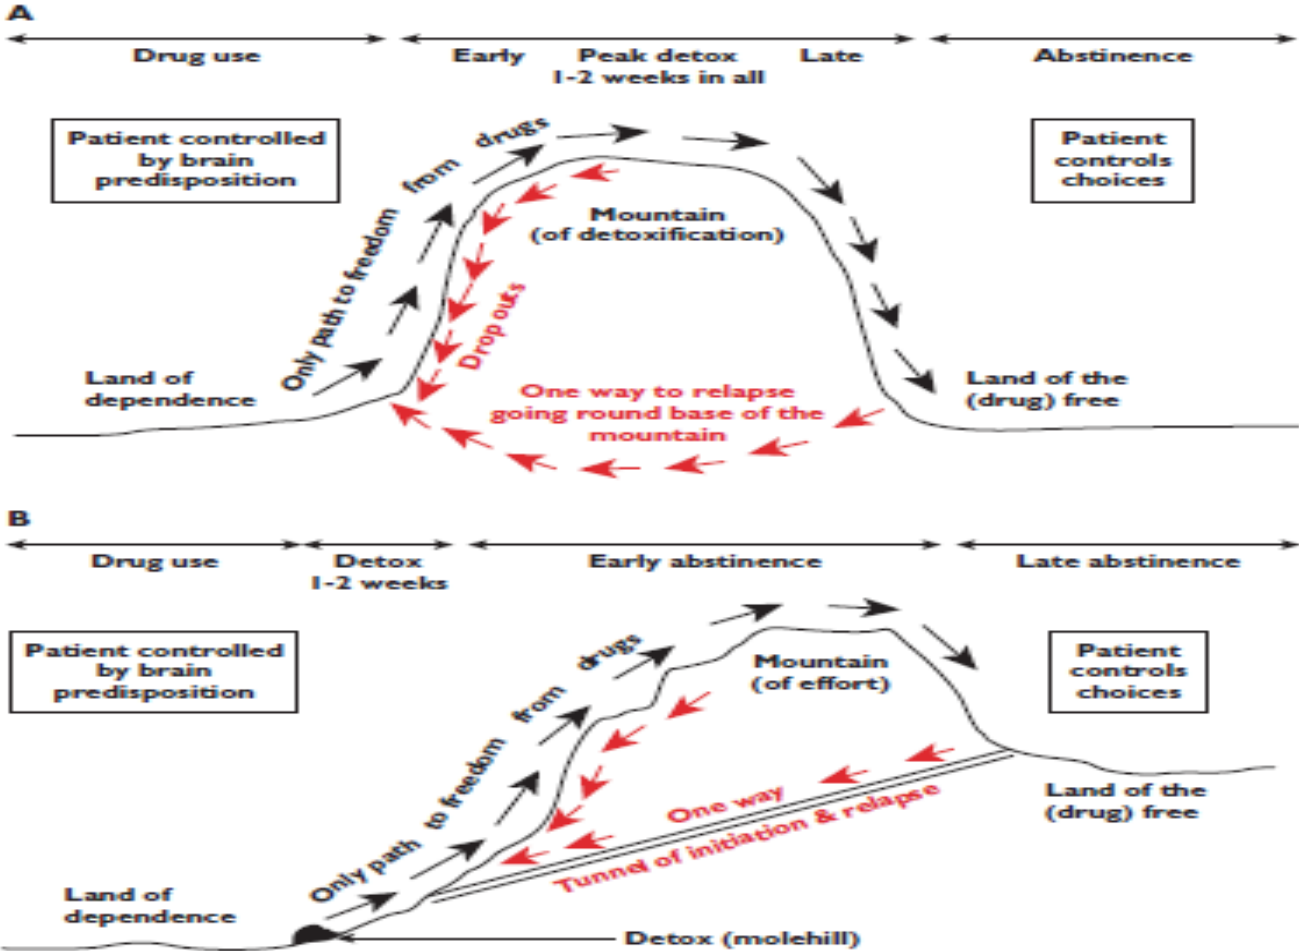 A
Drug use
Early Peak detox Late
1-2 weeks in all
Abstinence
Patient controlled
by brain
predisposition
Patient
controls
choices
Only path to freedom from drugs
Mountain
(of detoxification)
Drop outs
Land of
dependence
One way to relapse
going round base of the
mountain
Land of the
(drug) free
B
Drug use
Detox
1-2 weeks
Early abstinence
Late abstinence
Patient controlled
by brain
predisposition
Patient
controls
choices
Only path to freedom from drugs
Mountain
(of effort)
One way
Tunnel of initiation & relapse
Land of the
(drug) free
Land of
dependence
Detox (molehill)